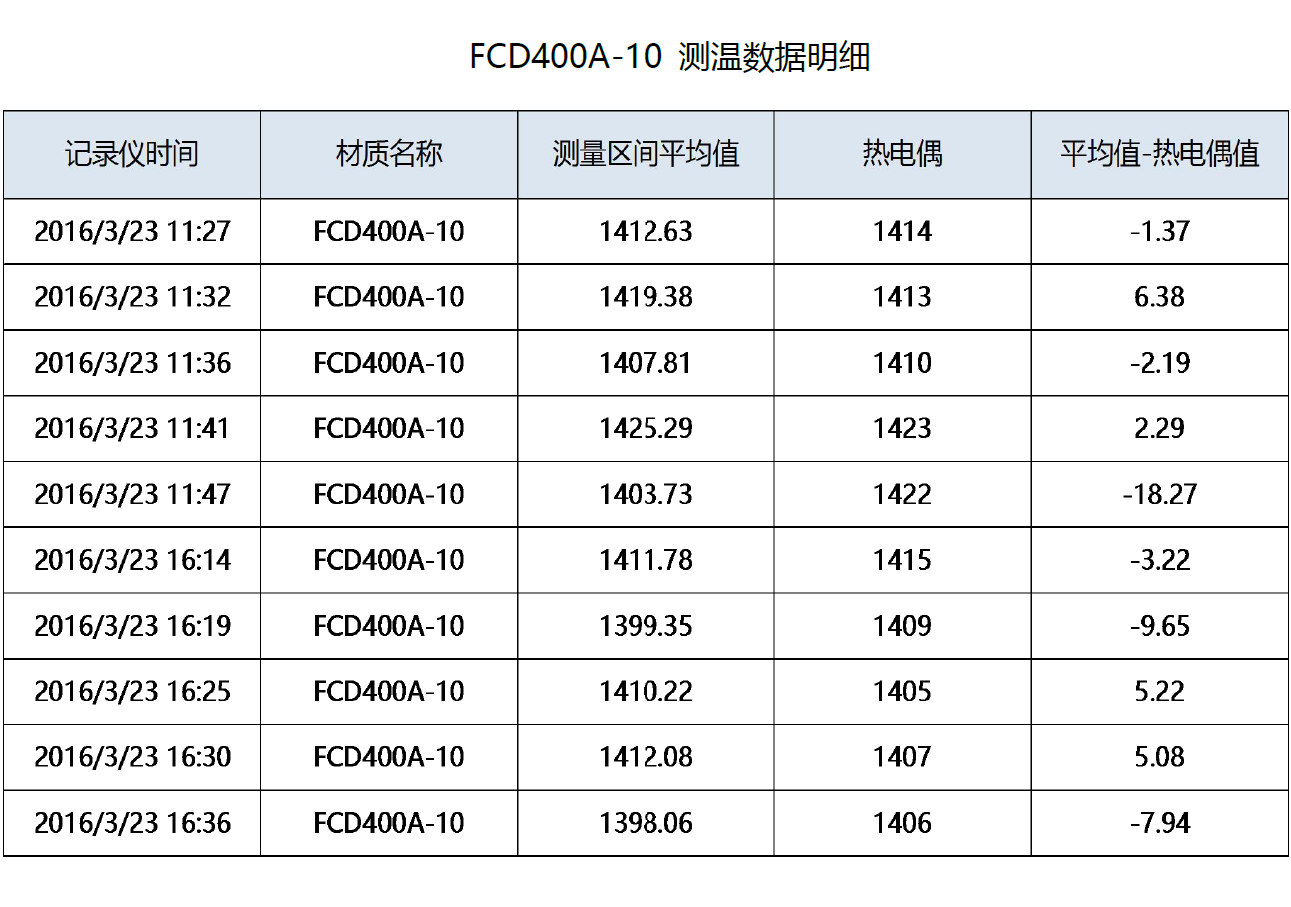 FCD400A-10 测温数据明细
记录仪时间 材质名称 测量区间平均值 热电偶 平均值-热电偶值
2016/3/23 11:27 FCD400A-10 1412.63 1414 -1.37
2016/3/23 11:32 FCD400A-10 1419.38 1413 6.38
2016/3/23 11:36 FCD400A-10 1407.81 1410 -2.19
2016/3/23 11:41 FCD400A-10 1425.29 1423 2.29
2016/3/23 11:47 FCD400A-10 1403.73 1422 -18.27
2016/3/23 16:14 FCD400A-10 1411.78 1415 -3.22
2016/3/23 16:19 FCD400A-10 1399.35 1409 -9.65
2016/3/23 16:25 FCD400A-10 1410.22 1405 5.22
2016/3/23 16:30 FCD400A-10 1412.08 1407 5.08
2016/3/23 16:36 FCD400A-10 1398.06 1406 -7.94